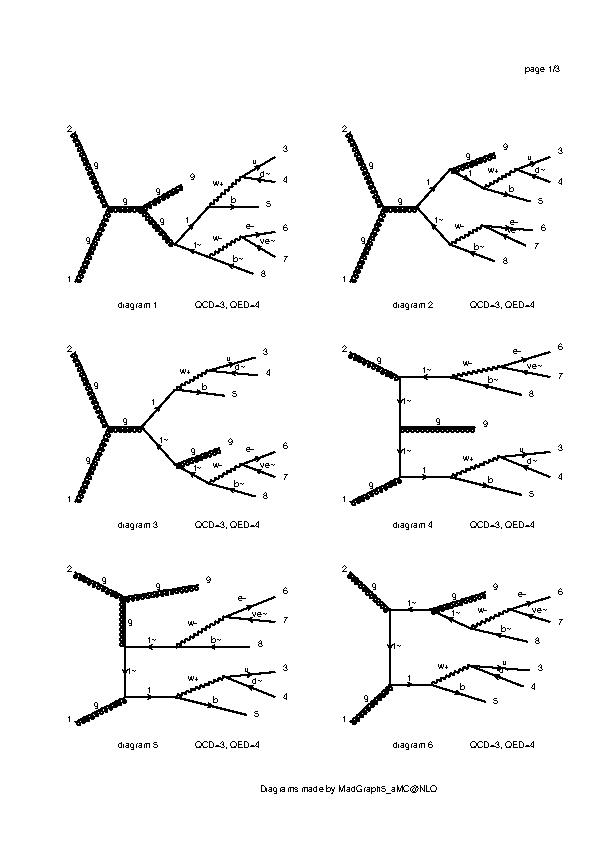 page 1/3
2
g
g
1
g
g
9
g
t
w+
u
3
d~
4
b
5
t~
w-
e-
6
ve~
7
b~
8
diagram 1 QCD=3, QED=4
2
g
g
1
g
t
g
9
t
w+
u
3
d~
4
b
5
t~
w-
e-
6
ve~
7
b~
8
diagram 2 QCD=3, QED=4
2
g
g
1
g
t
w+
u
3
d~
4
b
5
t~
g
9
t~
w-
e-
6
ve~
7
b~
8
diagram 3 QCD=3, QED=4
2
g
t~
w-
e-
6
ve~
7
b~
8
t~
g
9
t~
g
1
t
w+
u
3
d~
4
b
5
diagram 4 QCD=3, QED=4
2
g
g
9
g
t~
w-
e-
6
ve~
7
b~
8
t~
g
1
t
w+
u
3
d~
4
b
5
diagram 5 QCD=3, QED=4
2
g
t~
g
9
t~
w-
e-
6
ve~
7
b~
8
t~
g
1
t
w+
u
3
d~
4
b
5
diagram 6 QCD=3, QED=4
Diagrams made by MadGraph5_aMC@NLO